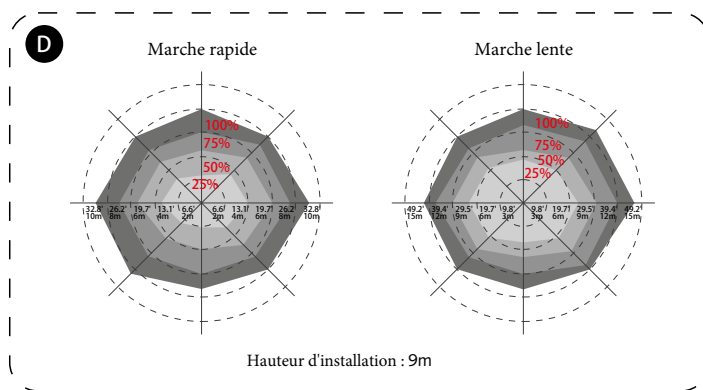 D
Marche rapide
Marche lente
100%
75%
50%
25%
32.8' 26.2' 19.7' 13.1' 6.6' 6.6' 13.1' 19.7' 26.2' 32.8'
10m 8m 6m 4m 2m 2m 4m 6m 8m 10m
100%
75%
50%
25%
49.2' 39.4' 29.5' 19.7' 9.8' 9.8' 19.7' 29.5' 39.4' 49.2'
15m 12m 9m 6m 3m 3m 6m 9m 12m 15m
Hauteur d'installation : 9m